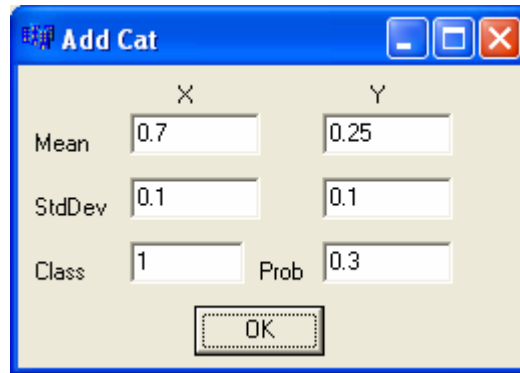 Add Cat
X Y
Mean 0.7 0.25
StdDev 0.1 0.1
Class 1 Prob 0.3
OK